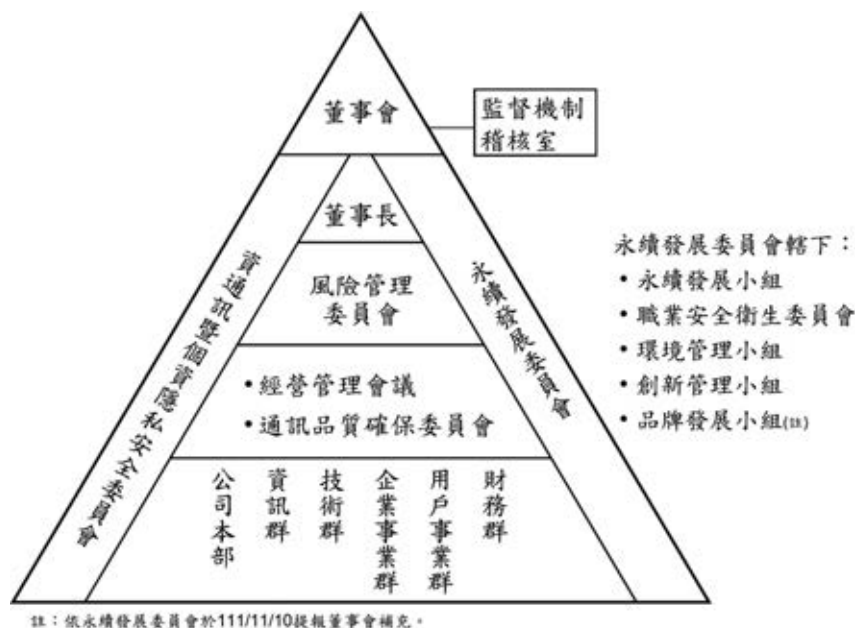 董事會
監督機制
稽核室
董事長
風險管理
委員會
•經營管理會議
•通訊品質確保委員會
公司本部
資訊群
技術群
企業事業群
用戶事業群
財務群
資通訊暨個資隱私安全委員會
永續發展委員會
永續發展委員會轄下：
•永續發展小組
•職業安全衛生委員會
•環境管理小組
•創新管理小組
•品牌發展小組(註)
註：依永續發展委員會於111/11/10提報董事會補充。